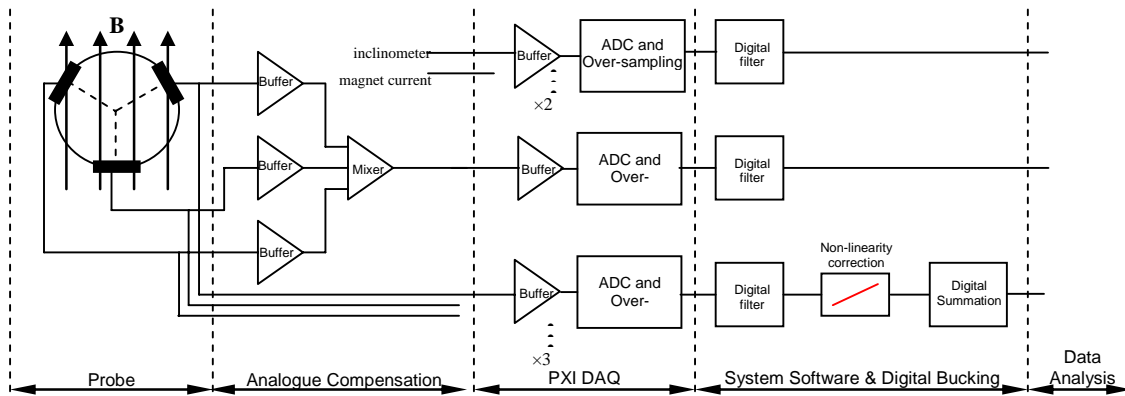 B
Buffer
Buffer
Buffer
Mixer
inclinometer
magnet current
Buffer
×2
ADC and
Over-sampling
Digital
filter
Buffer
ADC and
Over-
Digital
filter
Buffer
×3
ADC and
Over-
Digital
filter
Non-linearity
correction
Digital
Summation
Probe
Analogue Compensation
PXI DAQ
System Software & Digital Bucking
Data
Analysis